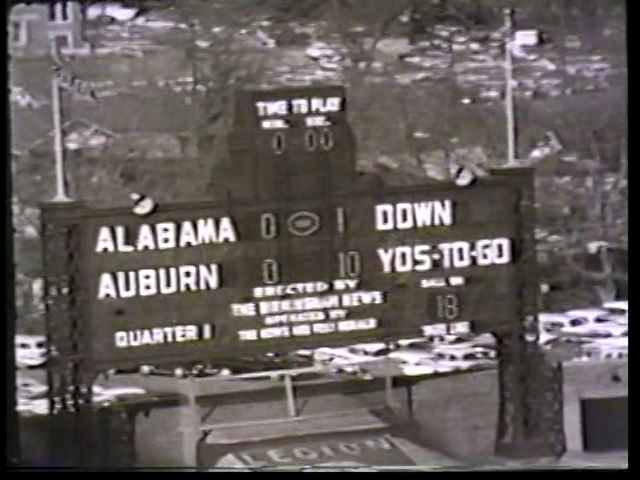 TIME TO PLAY
MIN. SEC.
0 00
ALABAMA 0 1 DOWN
AUBURN 0 10 YDS-TO-GO
ERECTED BY
THE BIRMINGHAM NEWS
OPERATED BY
THE NEWS AND POST HERALD
BALL ON
18
YARD LINE
QUARTER 1
LEGION